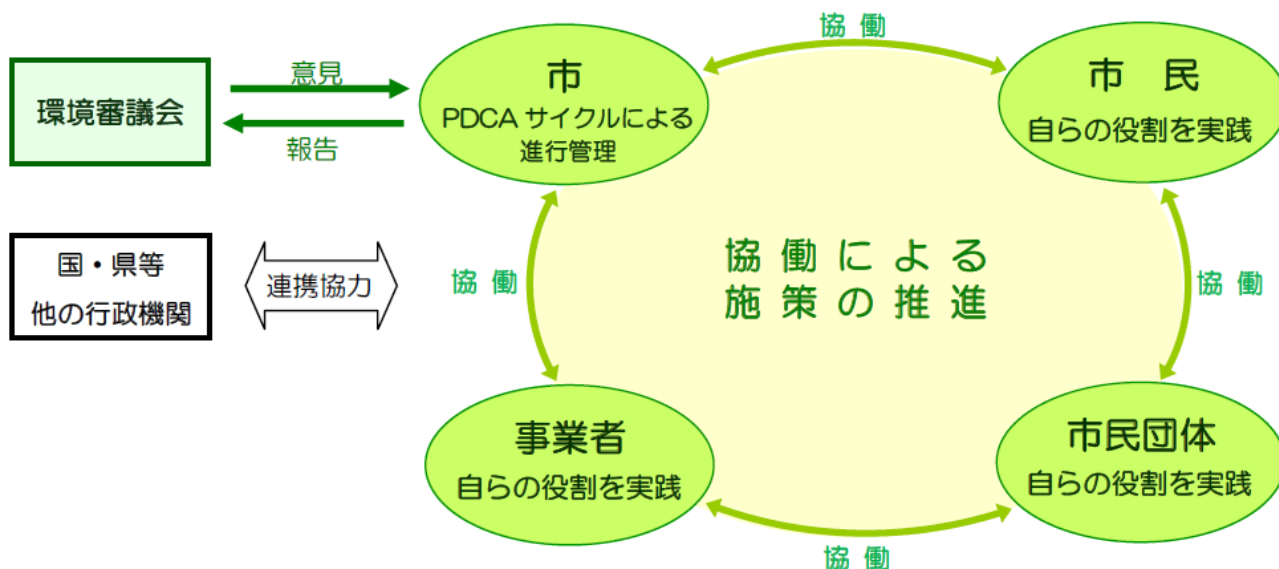 協 働
環境審議会
意見
報告
市
PDCA サイクルによる
進行管理
市 民
自らの役割を実践
国・県等
他の行政機関
連携協力
協 働
協 働 に よ る
施 策 の 推 進
協 働
事業者
自らの役割を実践
市民団体
自らの役割を実践
協 働